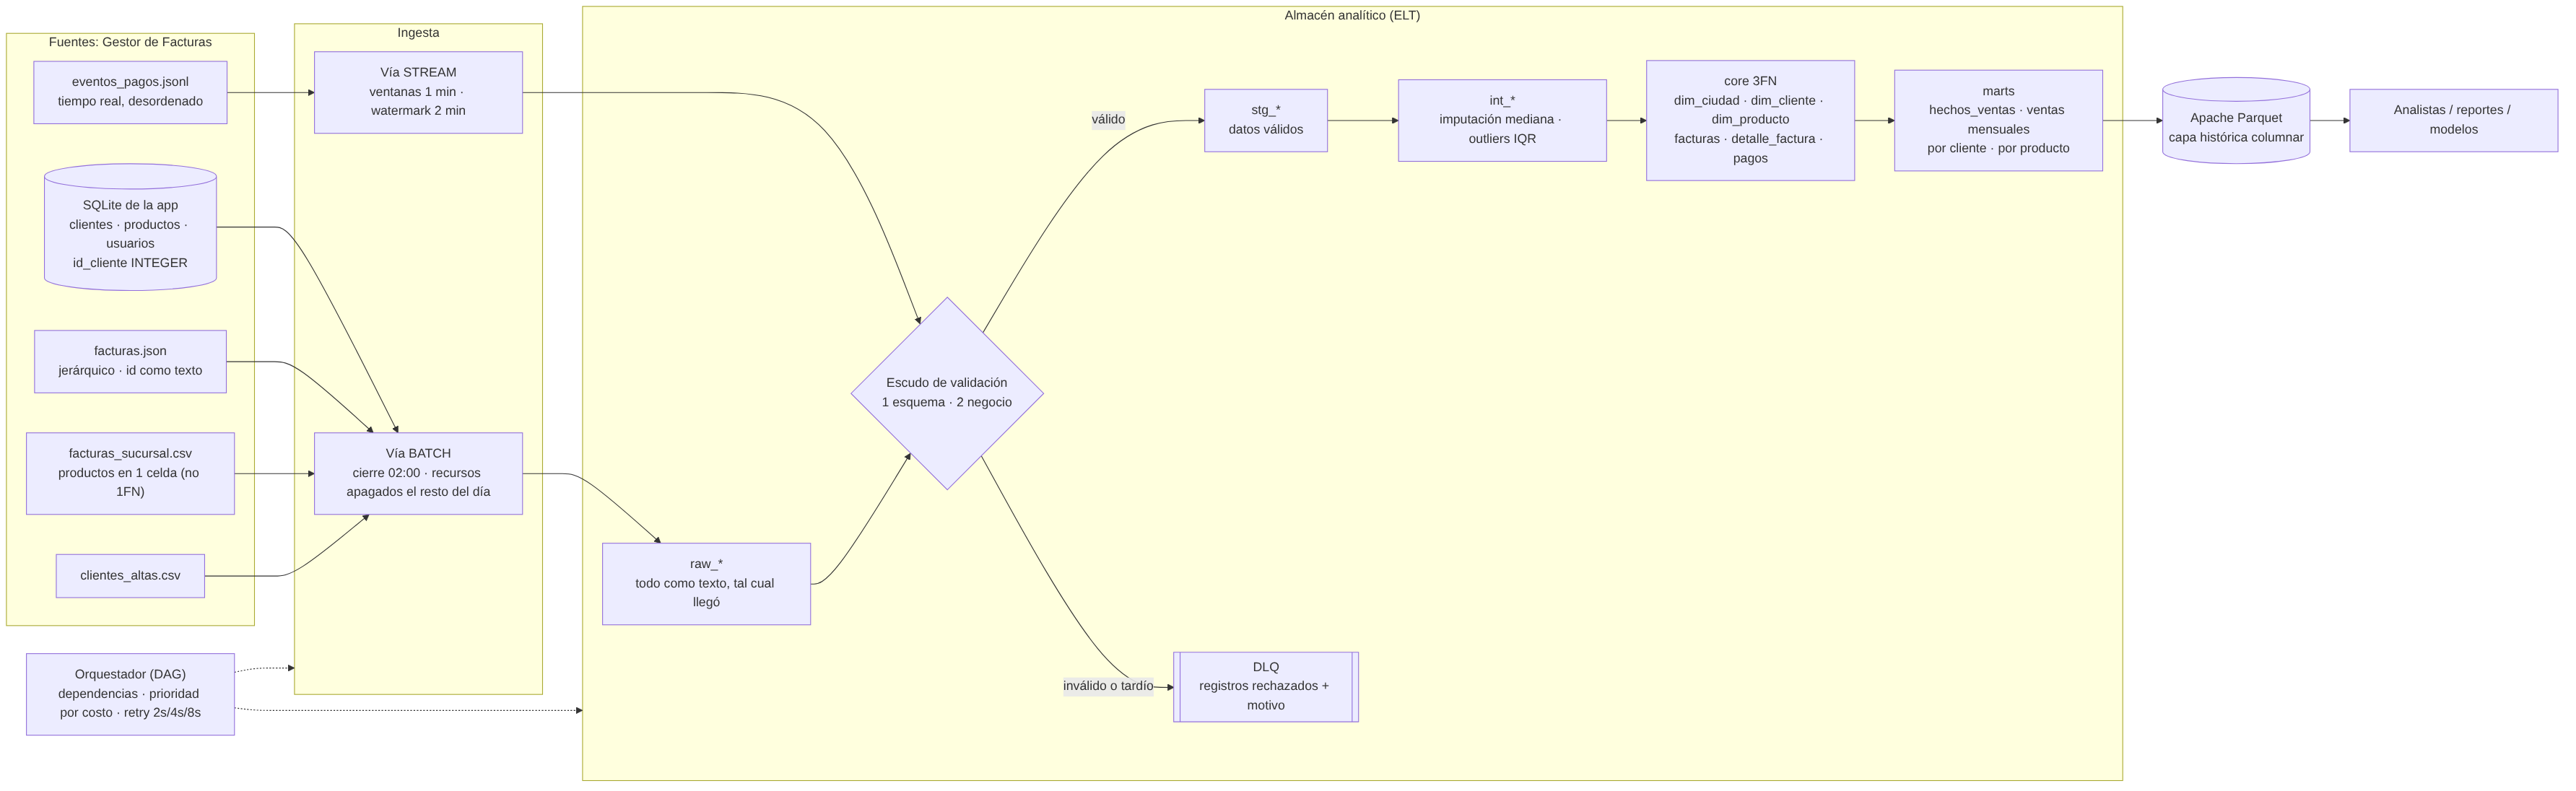 Fuentes: Gestor de Facturas
eventos_pagos.jsonl
tiempo real, desordenado
SQLite de la app
clientes · productos ·
usuarios
id_cliente INTEGER
facturas.json
jerárquico · id como texto
facturas_sucursal.csv
productos en 1 celda (no
1FN)
clientes_altas.csv
Orquestador (DAG)
dependencias · prioridad
por costo · retry 2s/4s/8s
Ingesta
Vía STREAM
ventanas 1 min ·
watermark 2 min
Vía BATCH
cierre 02:00 · recursos
apagados el resto del día
Almacén analítico (ELT)
raw_*
todo como texto, tal cual
llegó
Escudo de validación
1 esquema · 2 negocio
válido
inválido o tardío
stg_*
datos válidos
DLQ
registros rechazados +
motivo
int_*
imputación mediana ·
outliers IQR
core 3FN
dim_ciudad · dim_cliente ·
dim_producto
facturas · detalle_factura ·
pagos
marts
hechos_ventas · ventas
mensuales
por cliente · por producto
Apache Parquet
capa histórica columnar
Analistas / reportes /
modelos